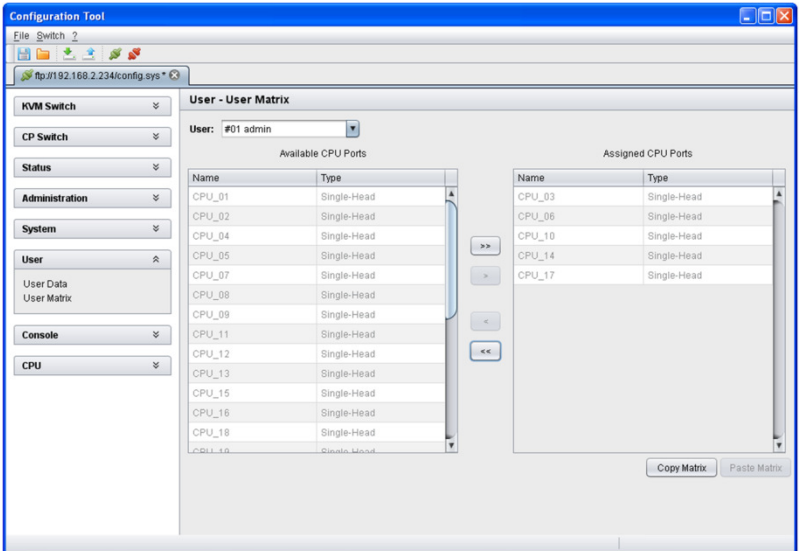 Configuration Tool
File Switch ?
ftp://192.168.2.234/config.sys *
KVM Switch
CP Switch
Status
Administration
System
User
User Data
User Matrix
Console
CPU
User - User Matrix
User: #01 admin
Available CPU Ports
Name Type
CPU_01 Single-Head
CPU_02 Single-Head
CPU_04 Single-Head
CPU_05 Single-Head
CPU_07 Single-Head
CPU_08 Single-Head
CPU_09 Single-Head
CPU_11 Single-Head
CPU_12 Single-Head
CPU_13 Single-Head
CPU_15 Single-Head
CPU_16 Single-Head
CPU_18 Single-Head
CPU_19 Single-Head
>>
>
<
<<
Assigned CPU Ports
Name Type
CPU_03 Single-Head
CPU_06 Single-Head
CPU_10 Single-Head
CPU_14 Single-Head
CPU_17 Single-Head
Copy Matrix Paste Matrix